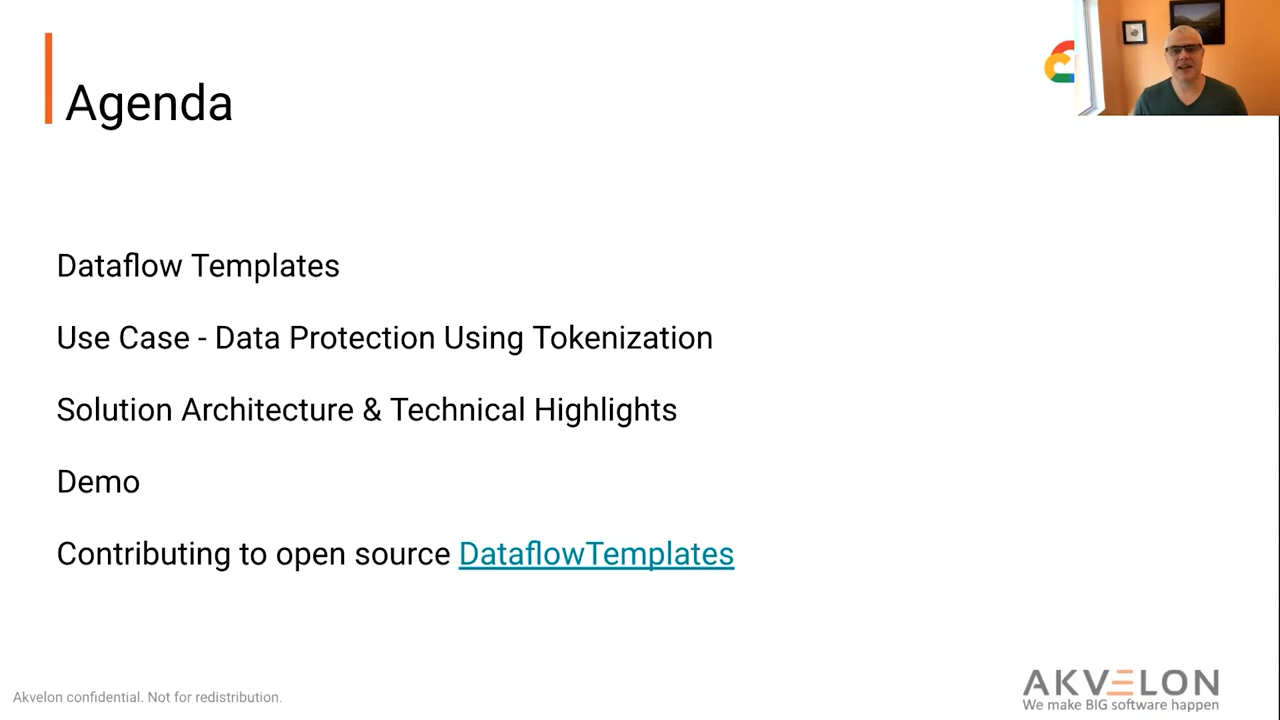 Agenda
Dataflow Templates
Use Case - Data Protection Using Tokenization
Solution Architecture & Technical Highlights
Demo
Contributing to open source DataflowTemplates
Akvelon confidential. Not for redistribution.
AKVELON
We make BIG software happen